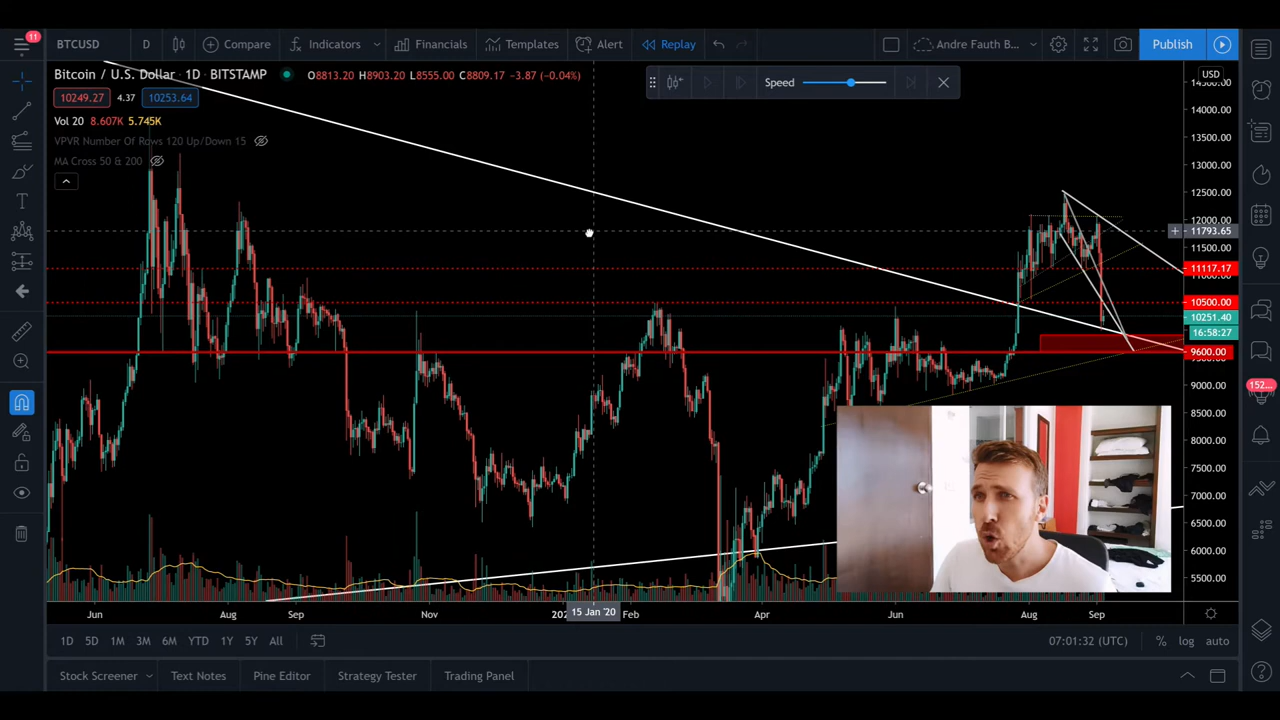 11
BTCUSD
D
Compare
Indicators
Financials
Templates
Alert
Replay
Andre Fauth B...
Publish
Bitcoin / U.S. Dollar · 1D · BITSTAMP
O8813.20 H8903.20 L8555.00 C8809.17 −3.87 (−0.04%)
10249.27
4.37
10253.64
Vol 20 8.607K 5.745K
VPVR Number Of Rows 120 Up/Down 15
MA Cross 50 & 200
Speed
USD
14000.00
13500.00
13000.00
12500.00
12000.00
11793.65
11500.00
11117.17
10500.00
10251.40
16:58:27
9600.00
9000.00
8500.00
8000.00
7500.00
7000.00
6500.00
6000.00
5500.00
152...
Jun
Aug
Sep
Nov
15 Jan '20
Feb
Apr
Jun
Aug
Sep
1D
5D
1M
3M
6M
YTD
1Y
5Y
All
07:01:32 (UTC)
%
log
auto
Stock Screener
Text Notes
Pine Editor
Strategy Tester
Trading Panel